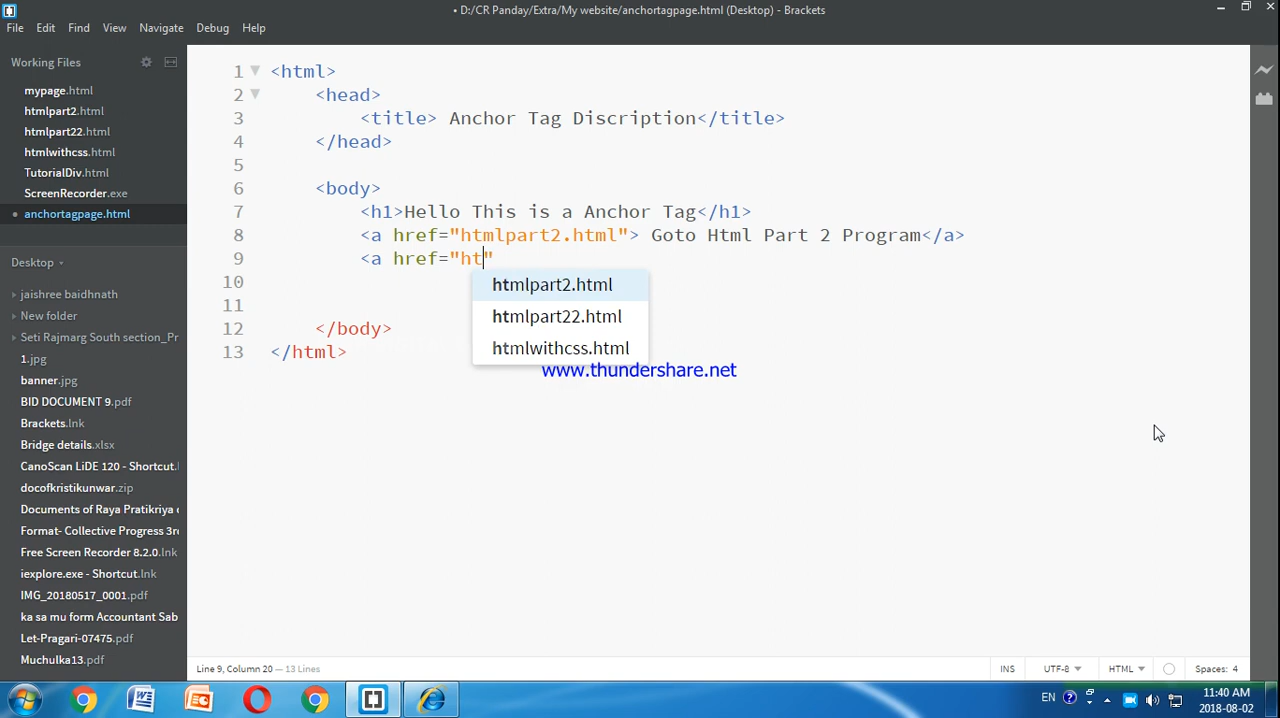 • D:/CR Panday/Extra/My website/anchortagpage.html (Desktop) - Brackets
File Edit Find View Navigate Debug Help
Working Files
mypage.html
htmlpart2.html
htmlpart22.html
htmlwithcss.html
TutorialDiv.html
ScreenRecorder.exe
• anchortagpage.html
Desktop
jaishree baidhnath
New folder
Seti Rajmarg South section_Pr
1.jpg
banner.jpg
BID DOCUMENT 9.pdf
Brackets.lnk
Bridge details.xlsx
CanoScan LiDE 120 - Shortcut.l
docofkristikunwar.zip
Documents of Raya Pratikriya
Format- Collective Progress 3r
Free Screen Recorder 8.2.0.lnk
iexplore.exe - Shortcut.lnk
IMG_20180517_0001.pdf
ka sa mu form Accountant Sab
Let-Pragari-07475.pdf
Muchulka13.pdf
1 <html>
2 <head>
3 <title> Anchor Tag Discription</title>
4 </head>
5
6 <body>
7 <h1>Hello This is a Anchor Tag</h1>
8 <a href="htmlpart2.html"> Goto Html Part 2 Program</a>
9 <a href="ht"
10
11
12 </body>
13 </html>
htmlpart2.html
htmlpart22.html
htmlwithcss.html
www.thundershare.net
Line 9, Column 20 — 13 Lines
INS UTF-8 HTML Spaces: 4
EN 11:40 AM
2018-08-02